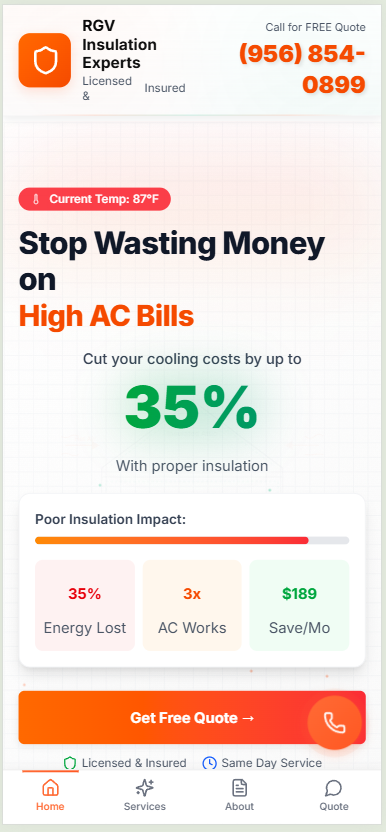 RGV
Insulation
Experts
Licensed
&
Insured
Call for FREE Quote
(956) 854-
0899
Current Temp: 87°F
Stop Wasting Money
on
High AC Bills
Cut your cooling costs by up to
35%
With proper insulation
Poor Insulation Impact:
35%
Energy Lost
3x
AC Works
$189
Save/Mo
Get Free Quote →
Licensed & Insured
Same Day Service
Home
Services
About
Quote